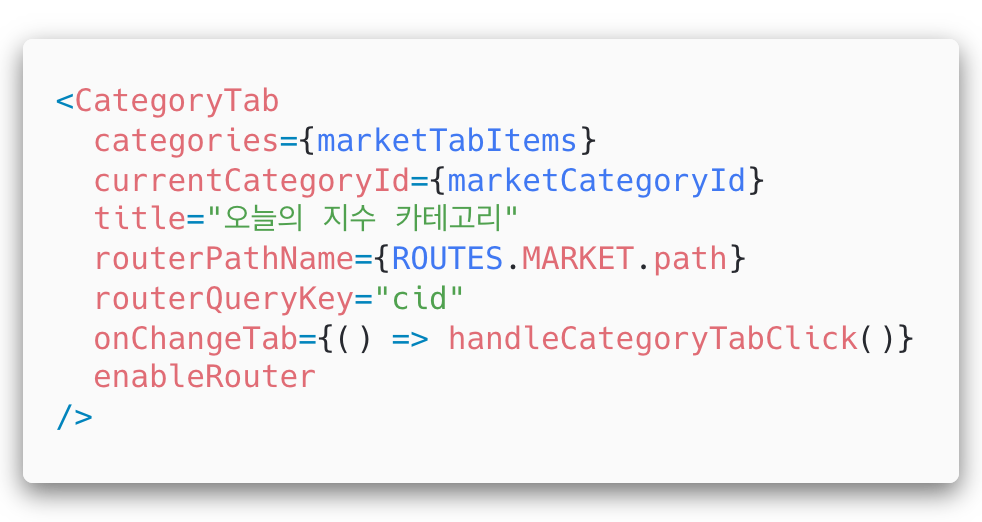 <CategoryTab
  categories={marketTabItems}
  currentCategoryId={marketCategoryId}
  title="오늘의 지수 카테고리"
  routerPathName={ROUTES.MARKET.path}
  routerQueryKey="cid"
  onChangeTab={() => handleCategoryTabClick()}
  enableRouter
/>